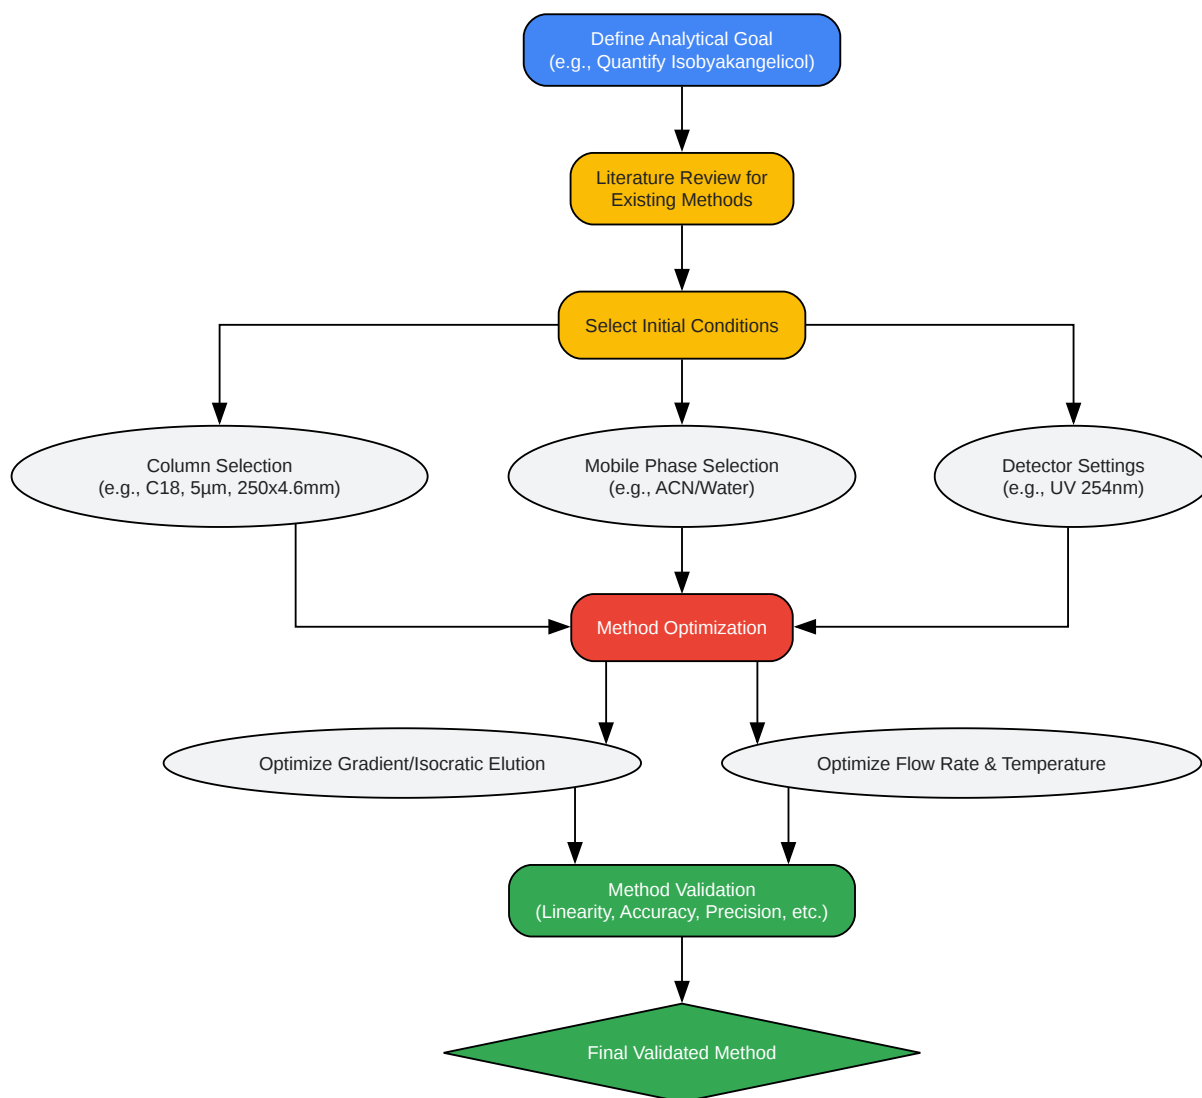 Define Analytical Goal
(e.g., Quantify Isobyakangelicol)
Literature Review for
Existing Methods
Select Initial Conditions
Column Selection
(e.g., C18, 5µm, 250x4.6mm)
Mobile Phase Selection
(e.g., ACN/Water)
Detector Settings
(e.g., UV 254nm)
Method Optimization
Optimize Gradient/Isocratic Elution
Optimize Flow Rate & Temperature
Method Validation
(Linearity, Accuracy, Precision, etc.)
Final Validated Method